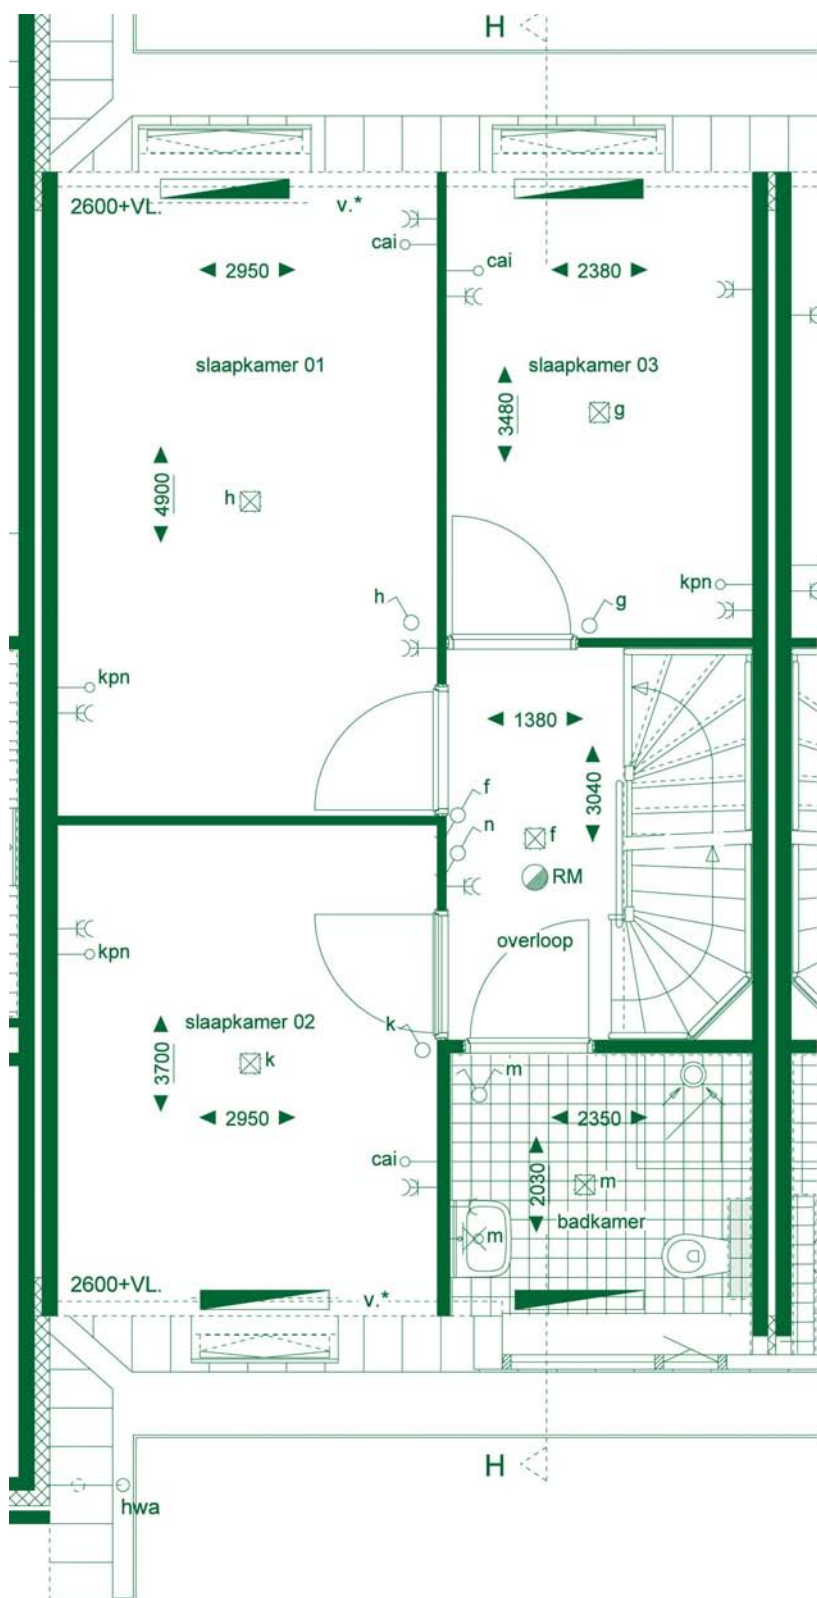 H
2600+VL.
v.*
cai
cai
2950
2380
slaapkamer 01
slaapkamer 03
3480
g
4900
h
kpn
h
g
kpn
1380
3040
f
n
f
RM
kpn
overloop
slaapkamer 02
k
3700
k
m
2950
2350
cai
2030
m
badkamer
m
2600+VL.
v.*
H
hwa